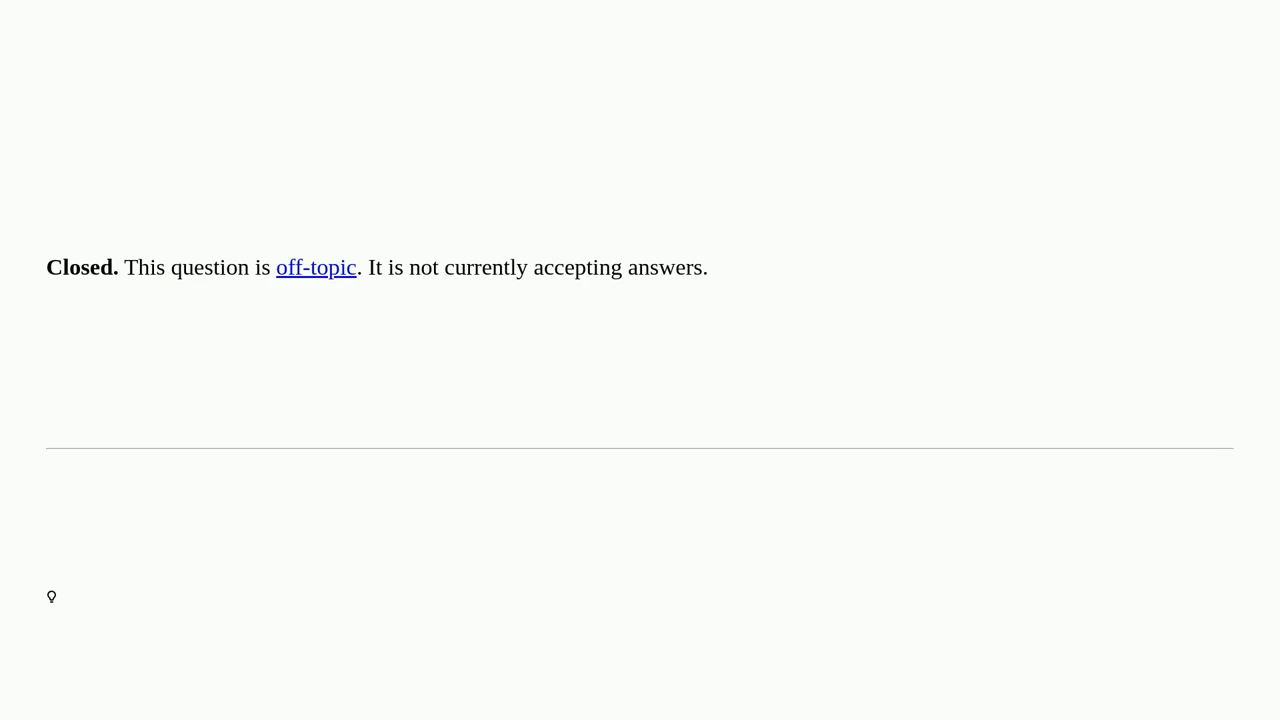 Closed. This question is off-topic. It is not currently accepting answers.